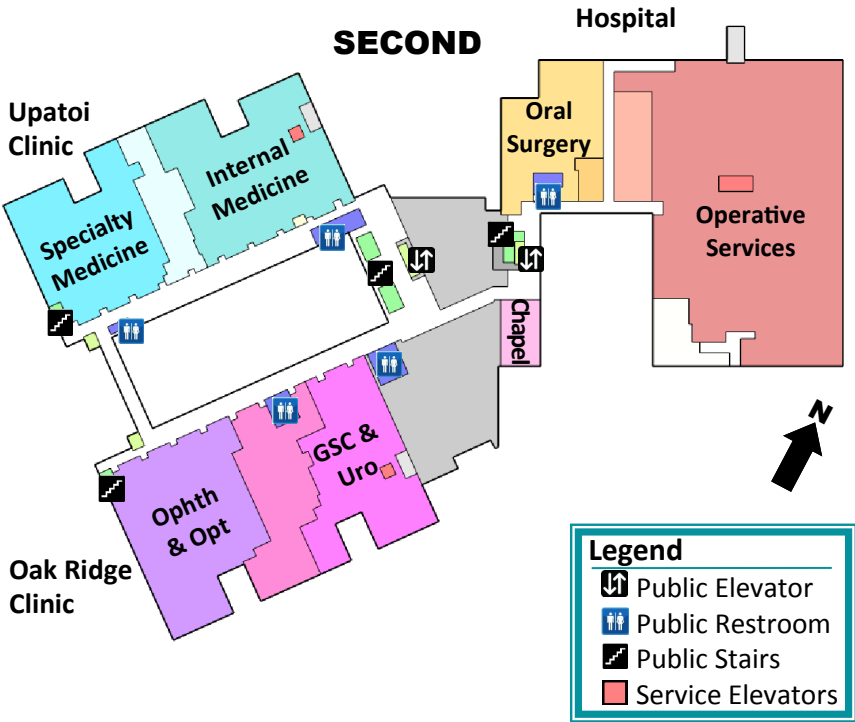 SECOND
Hospital
Upatoi
Clinic
Oral
Surgery
Internal
Medicine
Specialty
Medicine
Operative
Services
Chapel
GSC &
Uro
Ophth
& Opt
N
Oak Ridge
Clinic
Legend
Public Elevator
Public Restroom
Public Stairs
Service Elevators